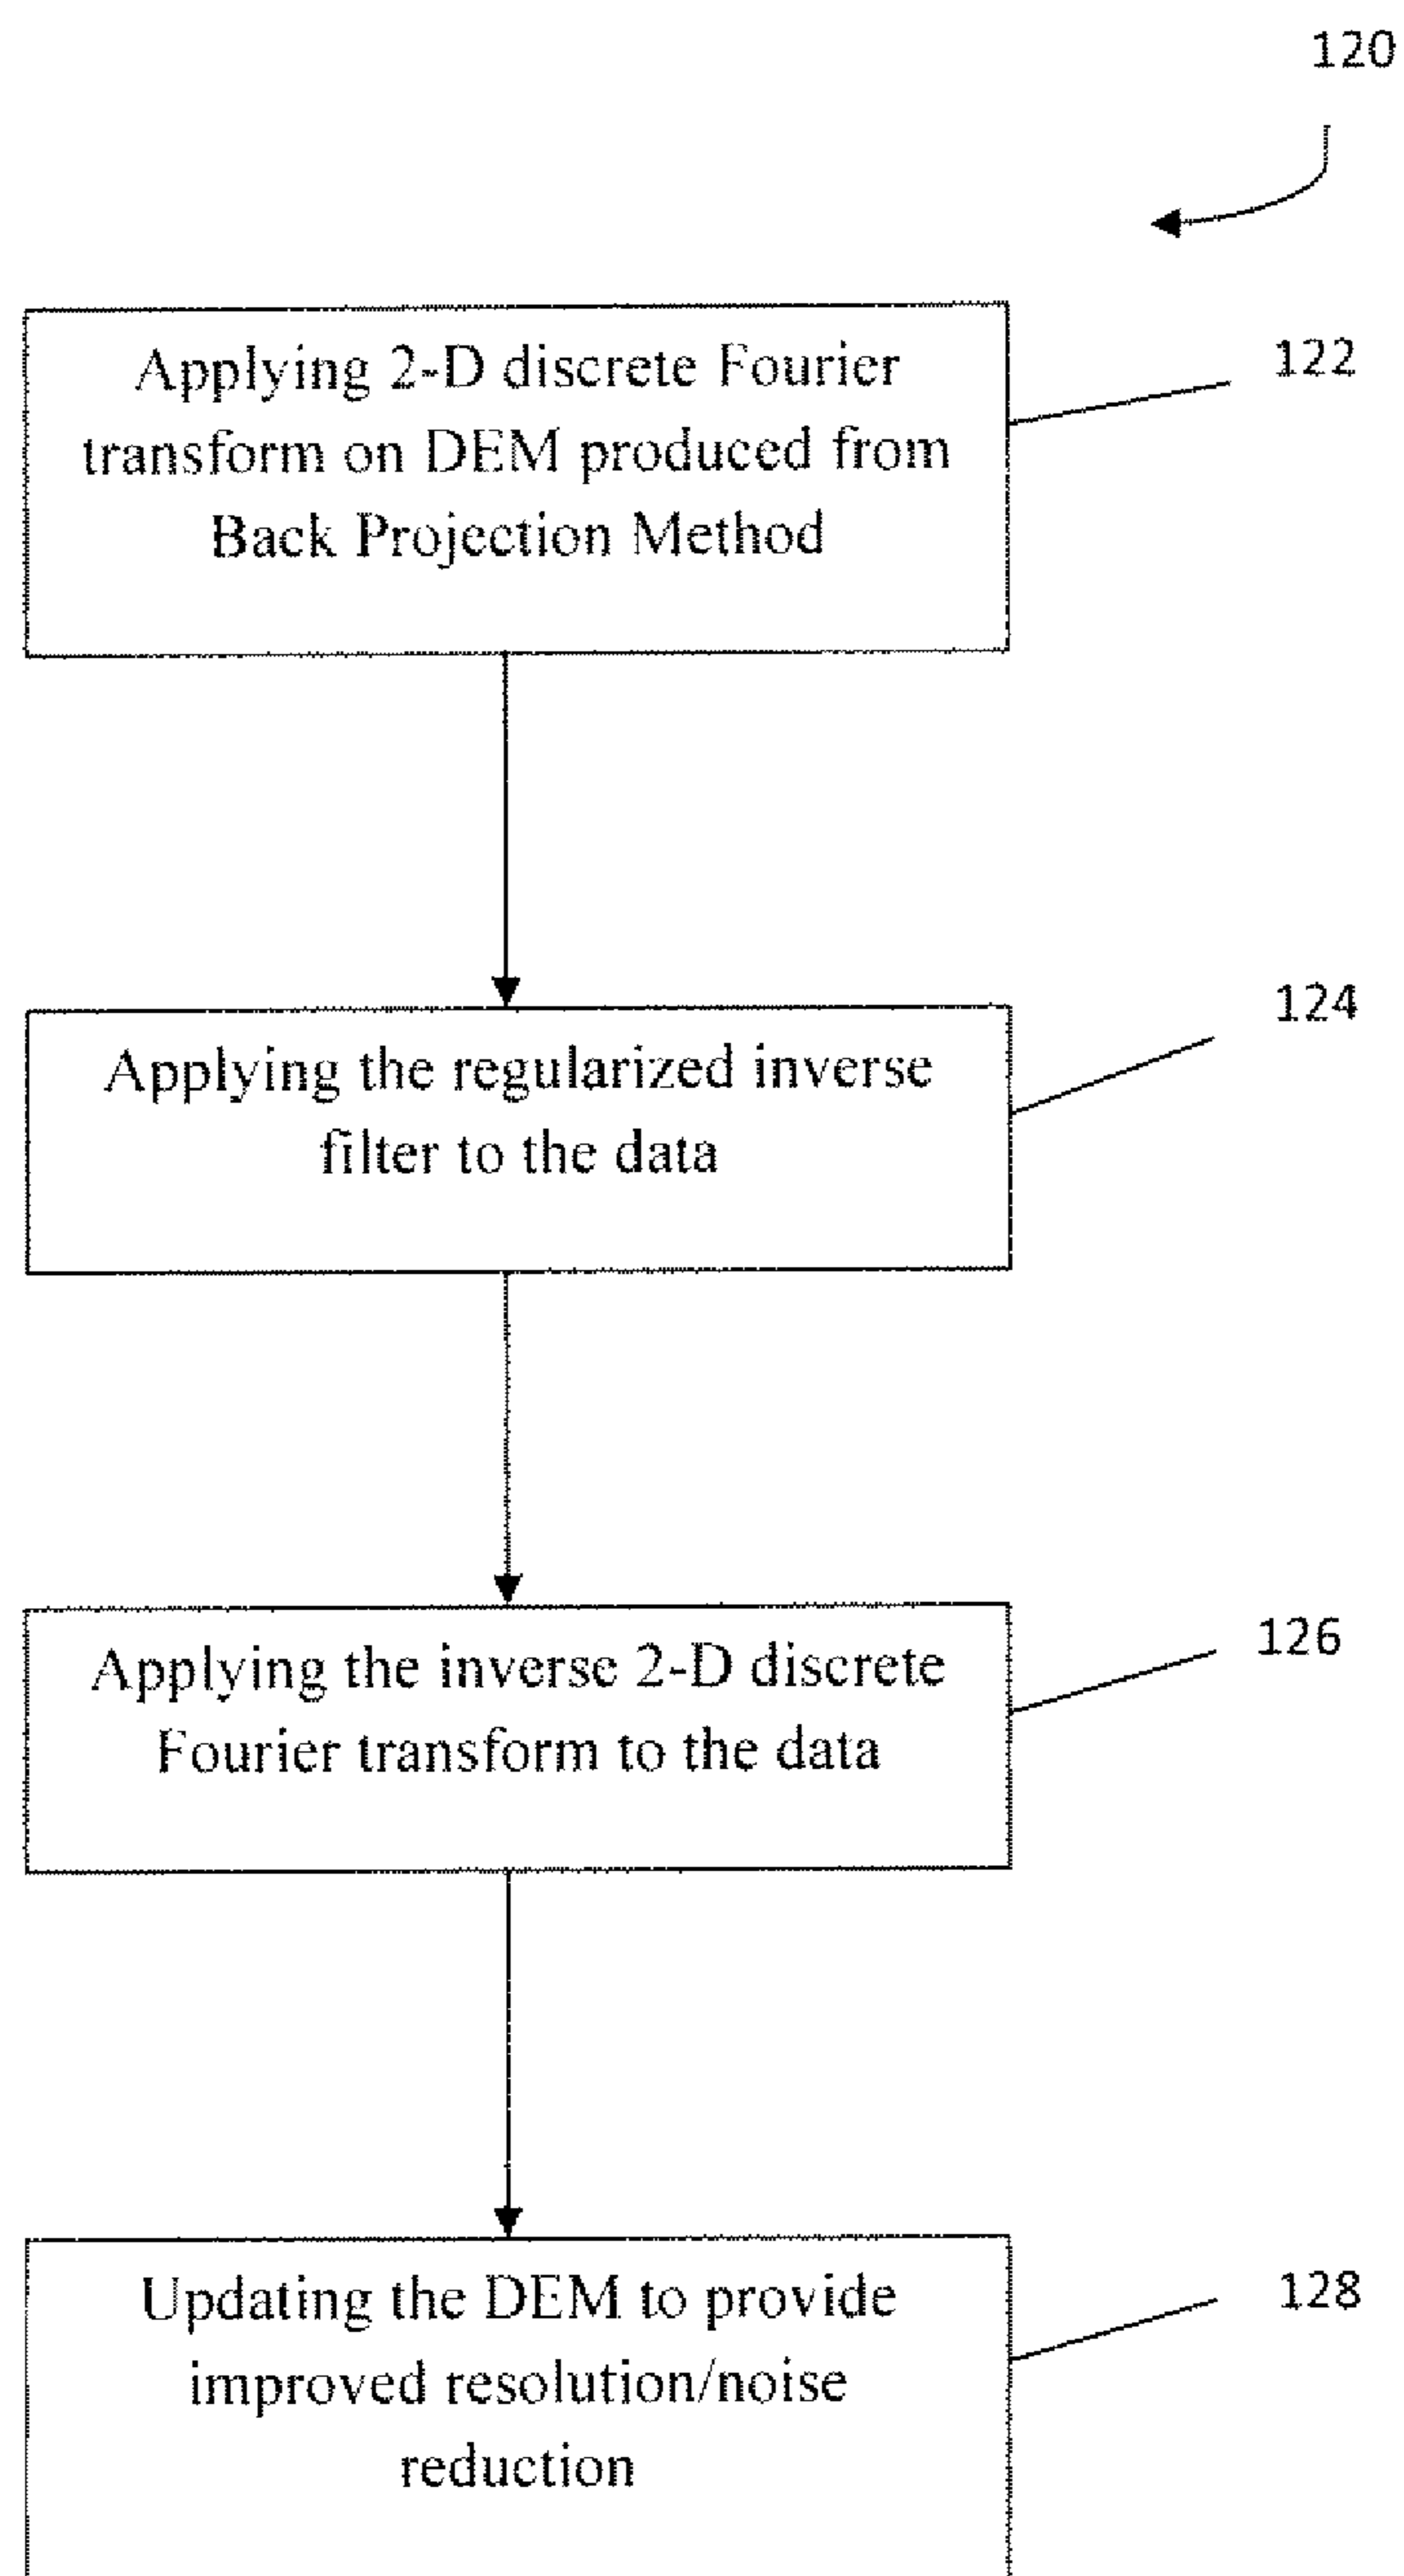 120
Applying 2-D discrete Fourier
transform on DEM produced from
Back Projection Method
122
Applying the regularized inverse
filter to the data
124
Applying the inverse 2-D discrete
Fourier transform to the data
126
Updating the DEM to provide
improved resolution/noise
reduction
128